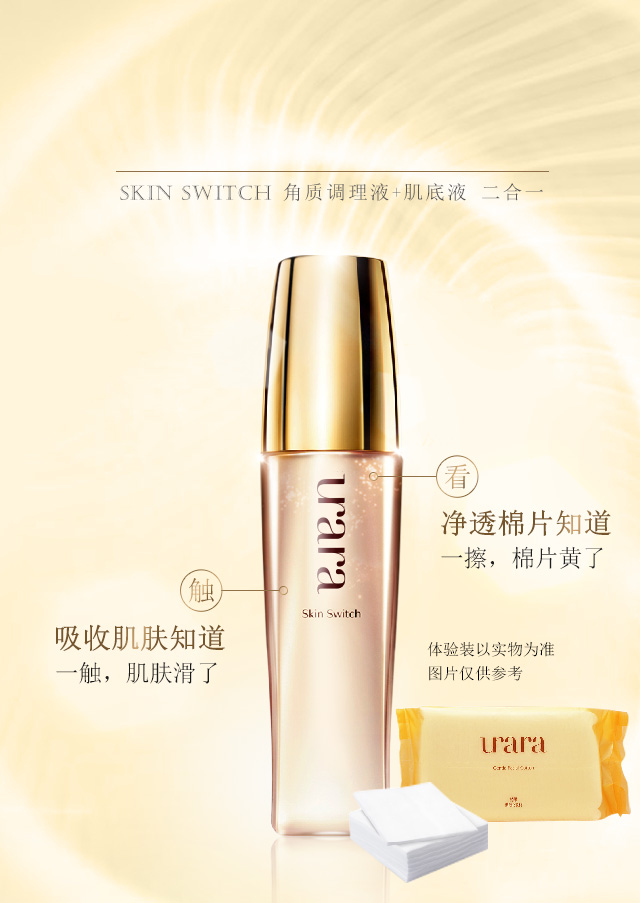 SKIN SWITCH 角质调理液+肌底液 二合一
urara
Skin Switch
看
净透棉片知道
一擦，棉片黄了
触
吸收肌肤知道
一触，肌肤滑了
体验装以实物为准
图片仅供参考
urara